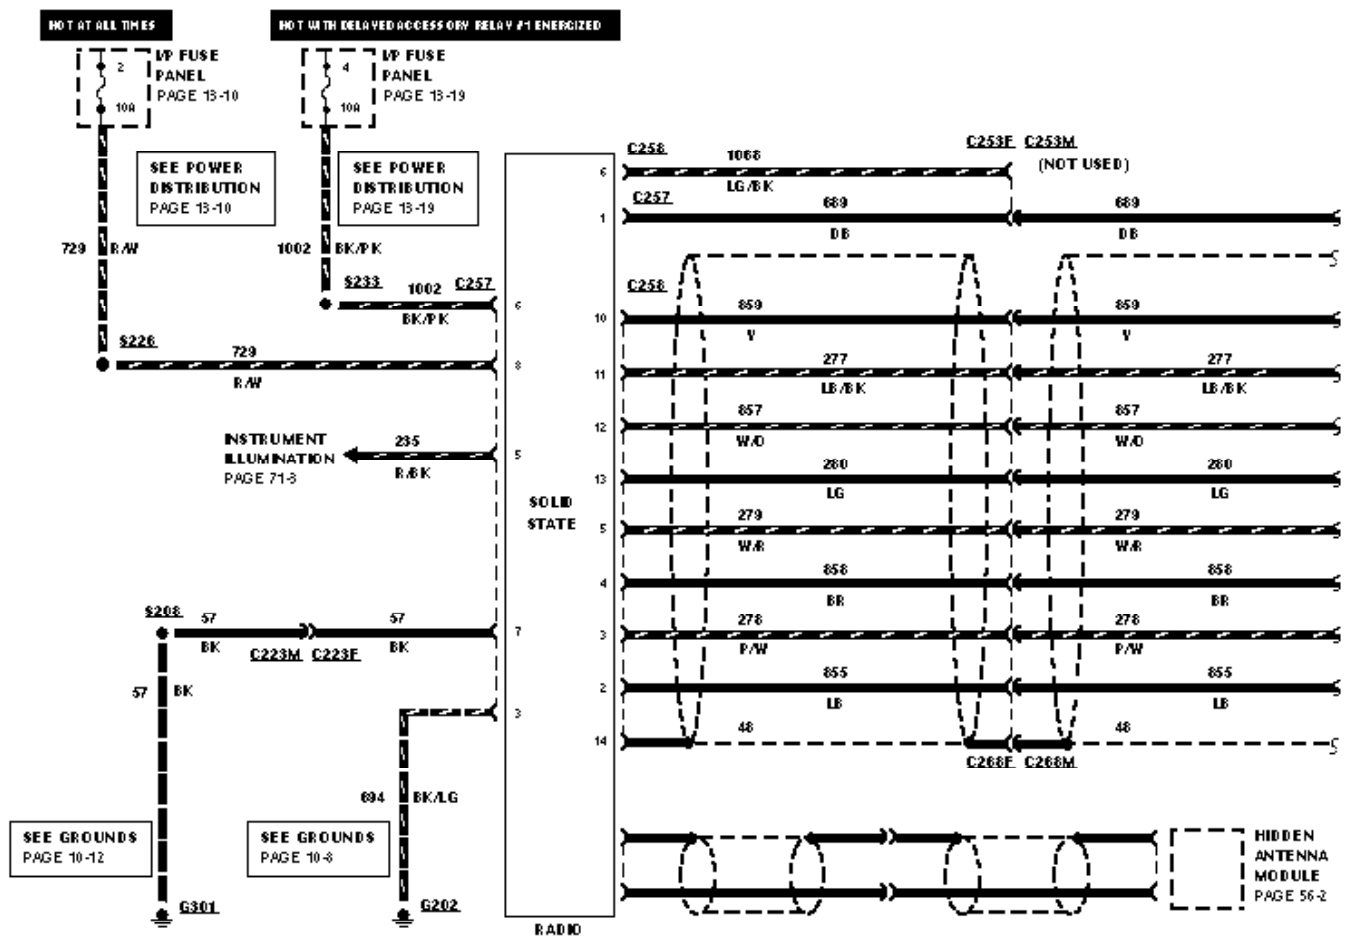 HOT AT ALL TIMES
HOT WITH DELAYED ACCESSORY RELAY #1 ENERGIZED
2
I/P FUSE
PANEL
PAGE 13-10
10A
4
I/P FUSE
PANEL
PAGE 13-19
10A
SEE POWER
DISTRIBUTION
PAGE 13-10
SEE POWER
DISTRIBUTION
PAGE 13-19
729
R/W
1002
BK/PK
S233
1002
C257
BK/PK
6
S226
729
R/W
8
INSTRUMENT
ILLUMINATION
PAGE 71-3
235
R/BK
5
SOLID
STATE
S208
57
BK
C223M
C223F
57
BK
7
57
BK
3
694
BK/LG
SEE GROUNDS
PAGE 10-12
SEE GROUNDS
PAGE 10-8
G301
G202
RADIO
C258
1068
C253F
C253M
(NOT USED)
6
LG/BK
C257
1
689
DB
689
DB
C258
10
859
V
859
V
11
277
LB/BK
277
LB/BK
12
857
W/O
857
W/O
13
280
LG
280
LG
5
279
W/R
279
W/R
4
858
BR
858
BR
3
278
P/W
278
P/W
2
855
LB
855
LB
14
48
48
C268F
C268M
HIDDEN
ANTENNA
MODULE
PAGE 56-2